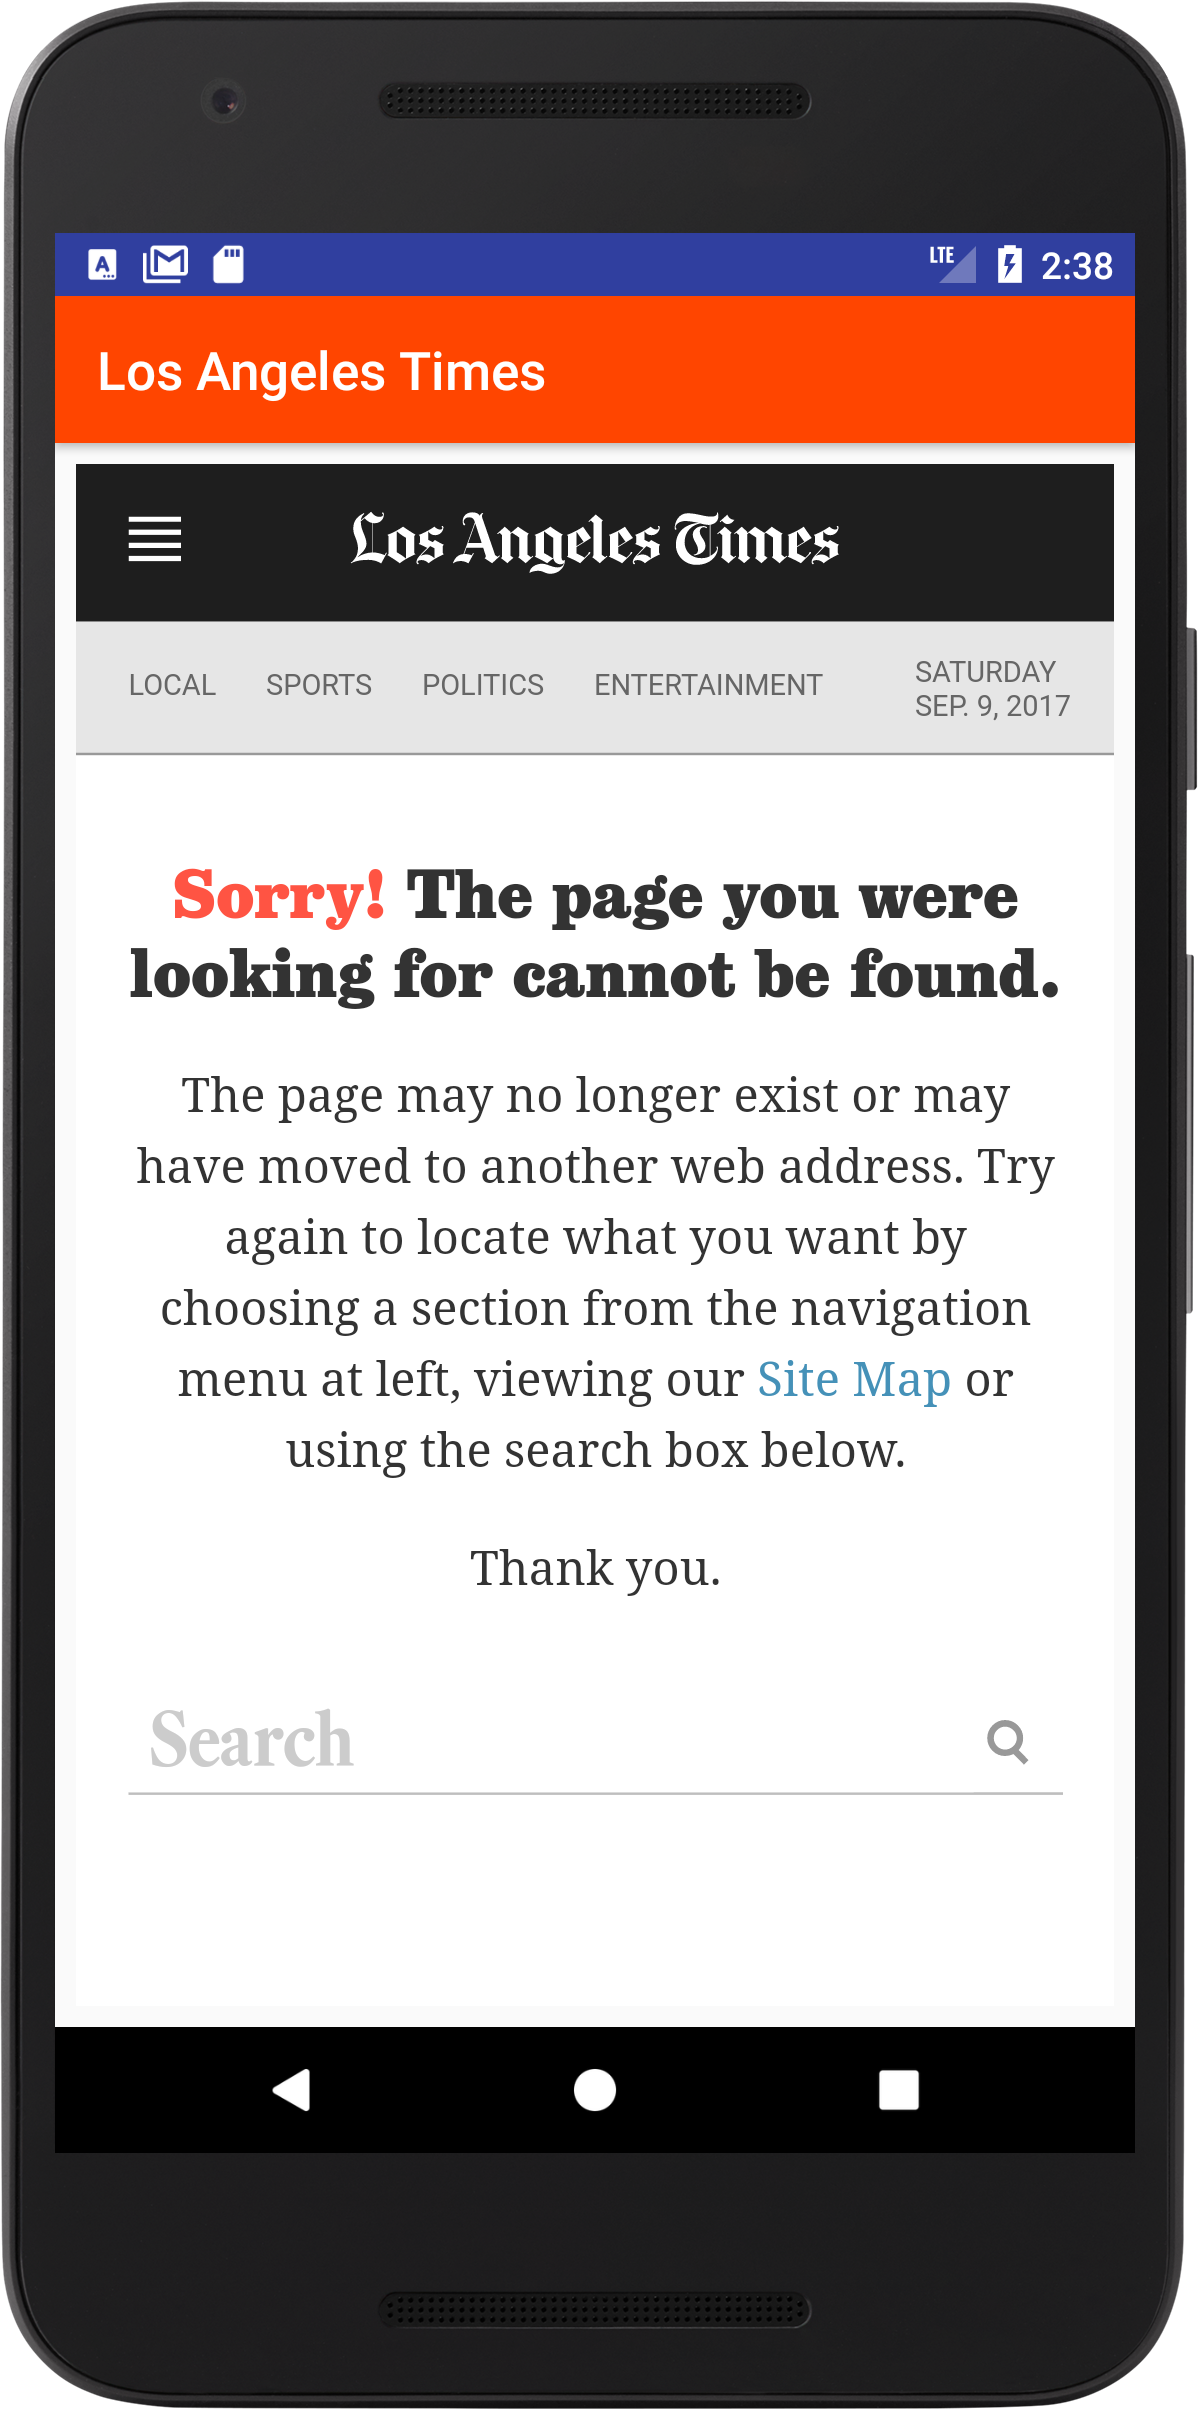 LTE 2:38
Los Angeles Times
Los Angeles Times
LOCAL SPORTS POLITICS ENTERTAINMENT SATURDAY
SEP. 9, 2017
Sorry! The page you were
looking for cannot be found.
The page may no longer exist or may
have moved to another web address. Try
again to locate what you want by
choosing a section from the navigation
menu at left, viewing our Site Map or
using the search box below.
Thank you.
Search